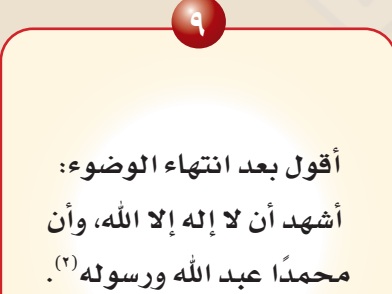 ٩
أقول بعد انتهاء الوضوء:
أشهد أن لا إله إلا الله، وأن
محمدًا عبد الله ورسوله(٢).